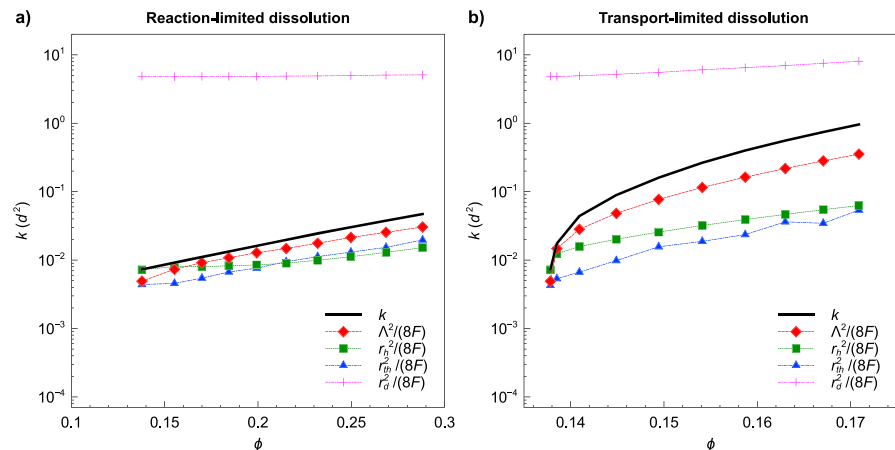 a) Reaction-limited dissolution
b) Transport-limited dissolution
10¹
10⁰
10⁻¹
10⁻²
10⁻³
10⁻⁴
k (d²)
k
Λ²/(8F)
r_h²/(8F)
r_th²/(8F)
r_d²/(8F)
0.1 0.15 0.2 0.25 0.3
ϕ
10¹
10⁰
10⁻¹
10⁻²
10⁻³
10⁻⁴
k (d²)
k
Λ²/(8F)
r_h²/(8F)
r_th²/(8F)
r_d²/(8F)
0.14 0.15 0.16 0.17
ϕ